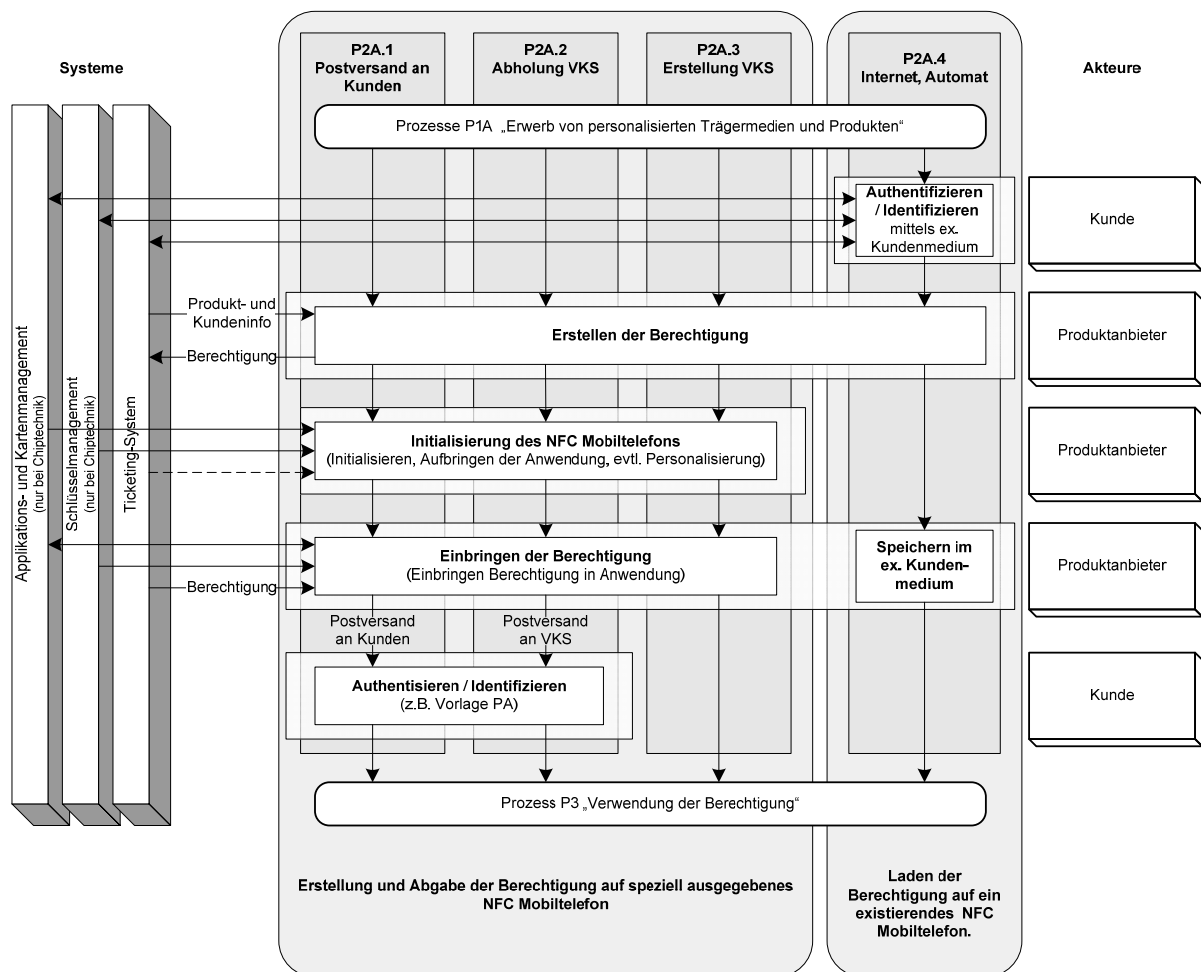 Systeme
P2A.1
Postversand an
Kunden
P2A.2
Abholung VKS
P2A.3
Erstellung VKS
P2A.4
Internet, Automat
Akteure
Prozesse P1A „Erwerb von personalisierten Trägermedien und Produkten“
Authentifizieren
/ Identifizieren
mittels ex.
Kundenmedium
Kunde
Produkt- und
Kundeninfo
Erstellen der Berechtigung
Produktanbieter
Berechtigung
Applikations- und Kartenmanagement
(nur bei Chiptechnik)
Schlüsselmanagement
(nur bei Chiptechnik)
Ticketing-System
Initialisierung des NFC Mobiltelefons
(Initialisieren, Aufbringen der Anwendung, evtl. Personalisierung)
Produktanbieter
Einbringen der Berechtigung
(Einbringen Berechtigung in Anwendung)
Speichern im
ex. Kunden-
medium
Produktanbieter
Berechtigung
Postversand
an Kunden
Postversand
an VKS
Authentisieren / Identifizieren
(z.B. Vorlage PA)
Kunde
Prozess P3 „Verwendung der Berechtigung“
Erstellung und Abgabe der Berechtigung auf speziell ausgegebenes
NFC Mobiltelefon
Laden der
Berechtigung auf ein
existierendes NFC
Mobiltelefon.